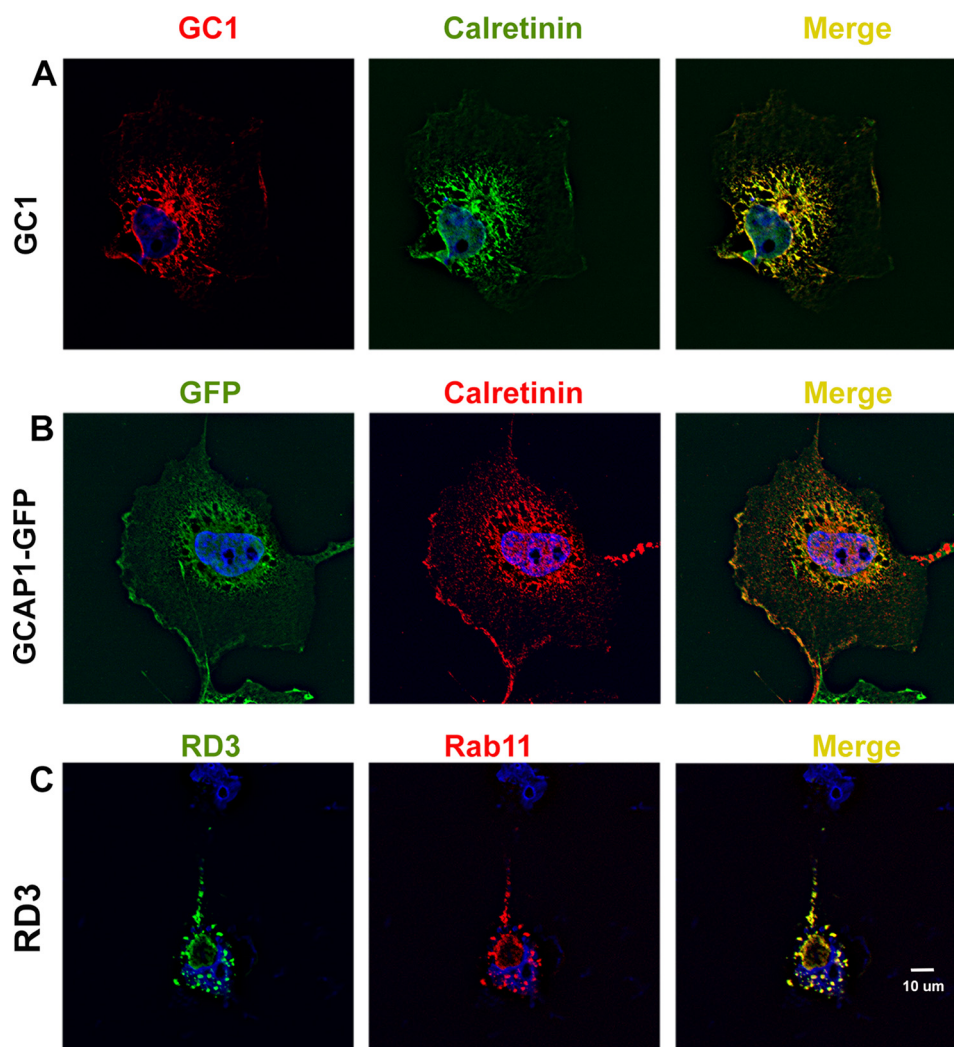 GC1 Calretinin Merge
A
GC1
GFP Calretinin Merge
B
GCAP1-GFP
RD3 Rab11 Merge
C
RD3
10 um